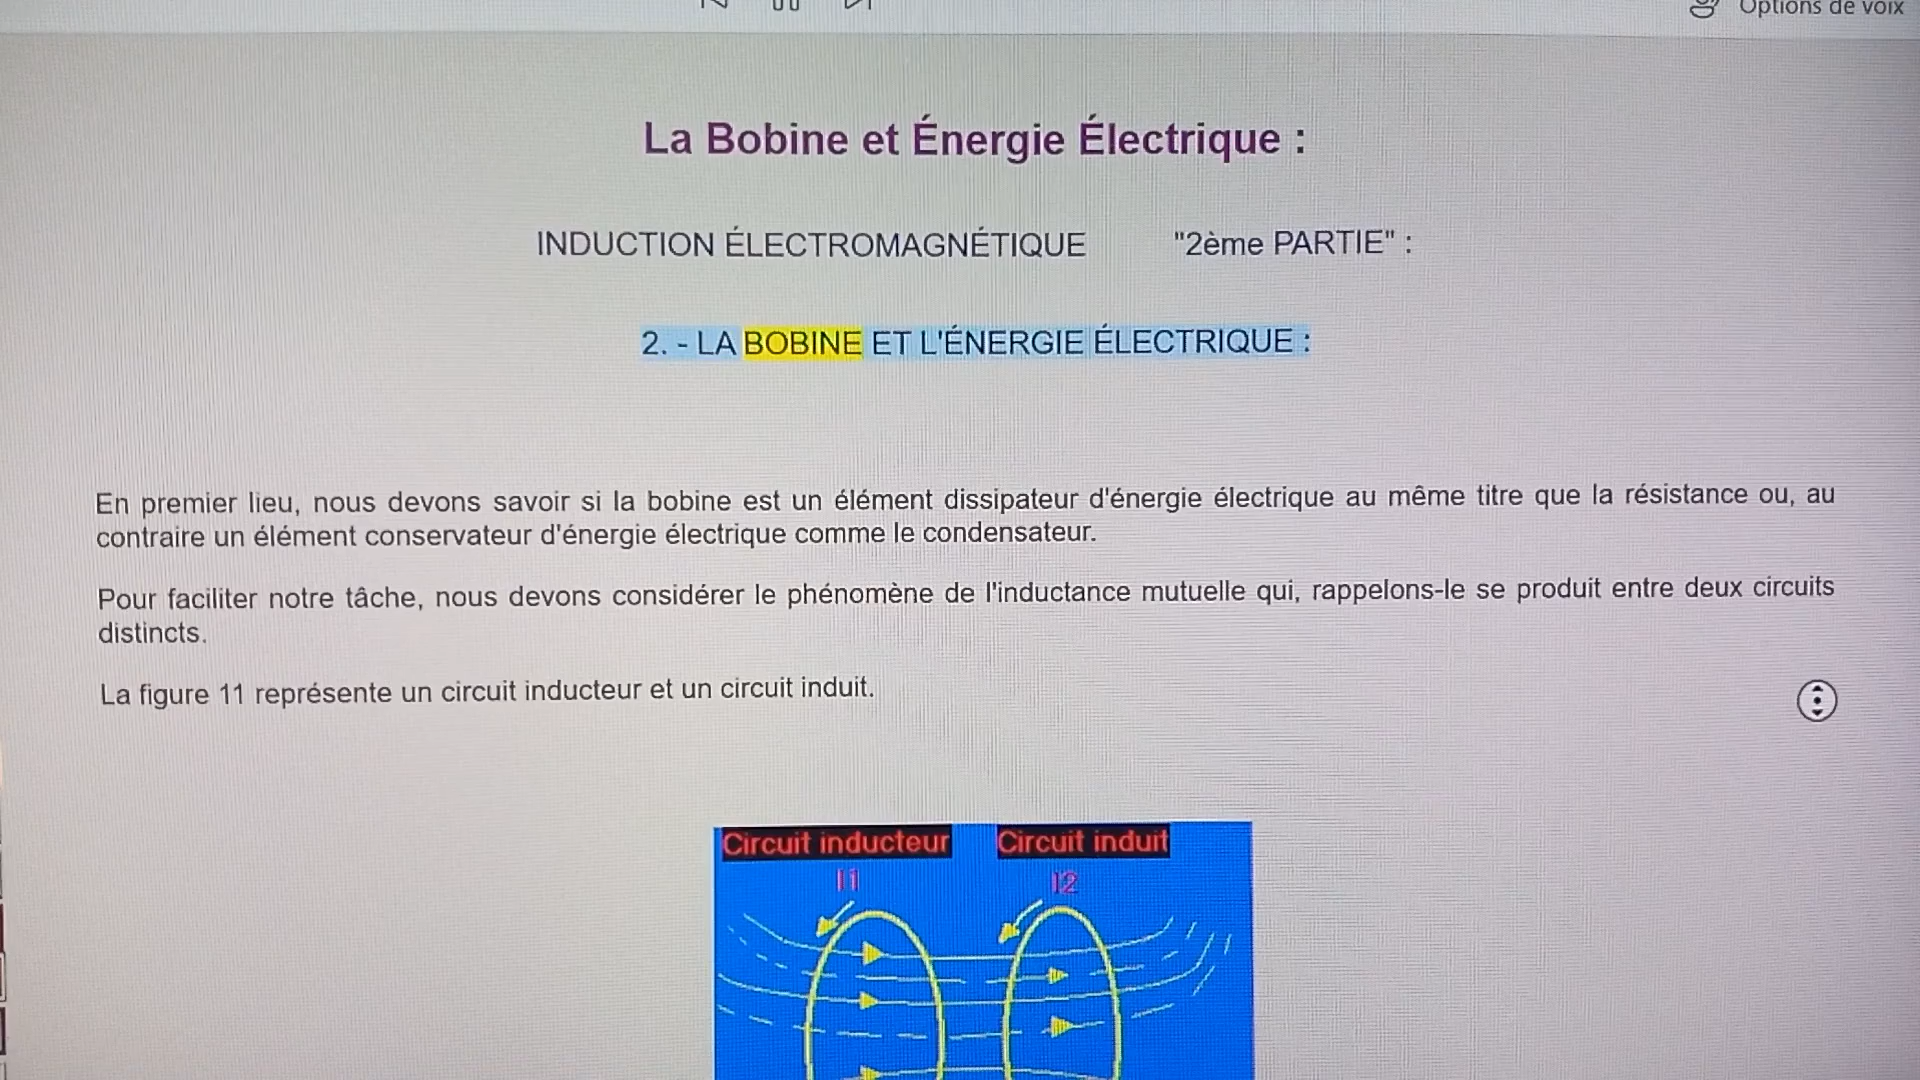 Options de voix
La Bobine et Énergie Électrique :
INDUCTION ÉLECTROMAGNÉTIQUE "2ème PARTIE" :
2. - LA BOBINE ET L'ÉNERGIE ÉLECTRIQUE :
En premier lieu, nous devons savoir si la bobine est un élément dissipateur d'énergie électrique au même titre que la résistance ou, au
contraire un élément conservateur d'énergie électrique comme le condensateur.
Pour faciliter notre tâche, nous devons considérer le phénomène de l'inductance mutuelle qui, rappelons-le se produit entre deux circuits
distincts.
La figure 11 représente un circuit inducteur et un circuit induit.
Circuit inducteur Circuit induit
I1 I2